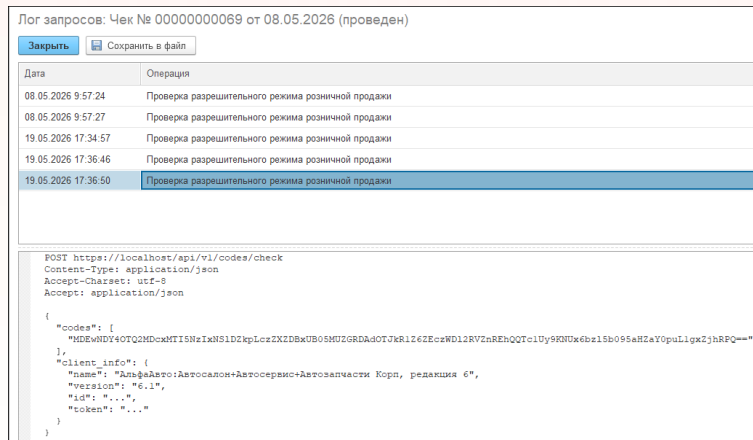 Лог запросов: Чек № 00000000069 от 08.05.2026 (проведен)
Закрыть
Сохранить в файл
Дата Операция
08.05.2026 9:57:24 Проверка разрешительного режима розничной продажи
08.05.2026 9:57:27 Проверка разрешительного режима розничной продажи
19.05.2026 17:34:57 Проверка разрешительного режима розничной продажи
19.05.2026 17:36:46 Проверка разрешительного режима розничной продажи
19.05.2026 17:36:50 Проверка разрешительного режима розничной продажи
POST https://localhost/api/v1/codes/check
Content-Type: application/json
Accept-Charset: utf-8
Accept: application/json
{
"codes": [
],
"client_info": {
"name": "АльфаАвто:Автосалон+Автосервис+Автозапчасти Корп, редакция 6",
"version": "6.1",
"id": "...",
"token": "..."
}
}